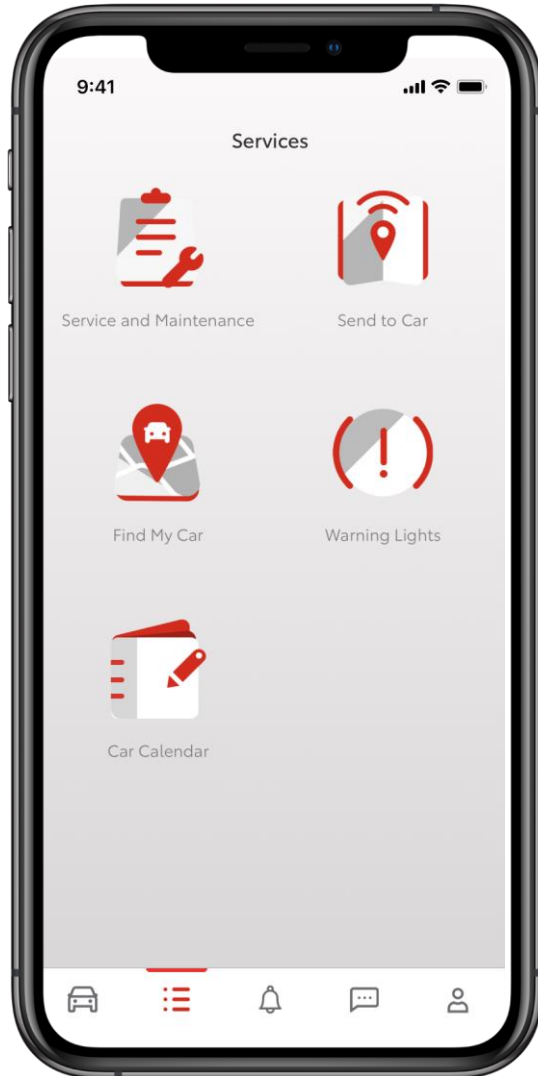 9:41
Services
Service and Maintenance
Send to Car
Find My Car
Warning Lights
Car Calendar